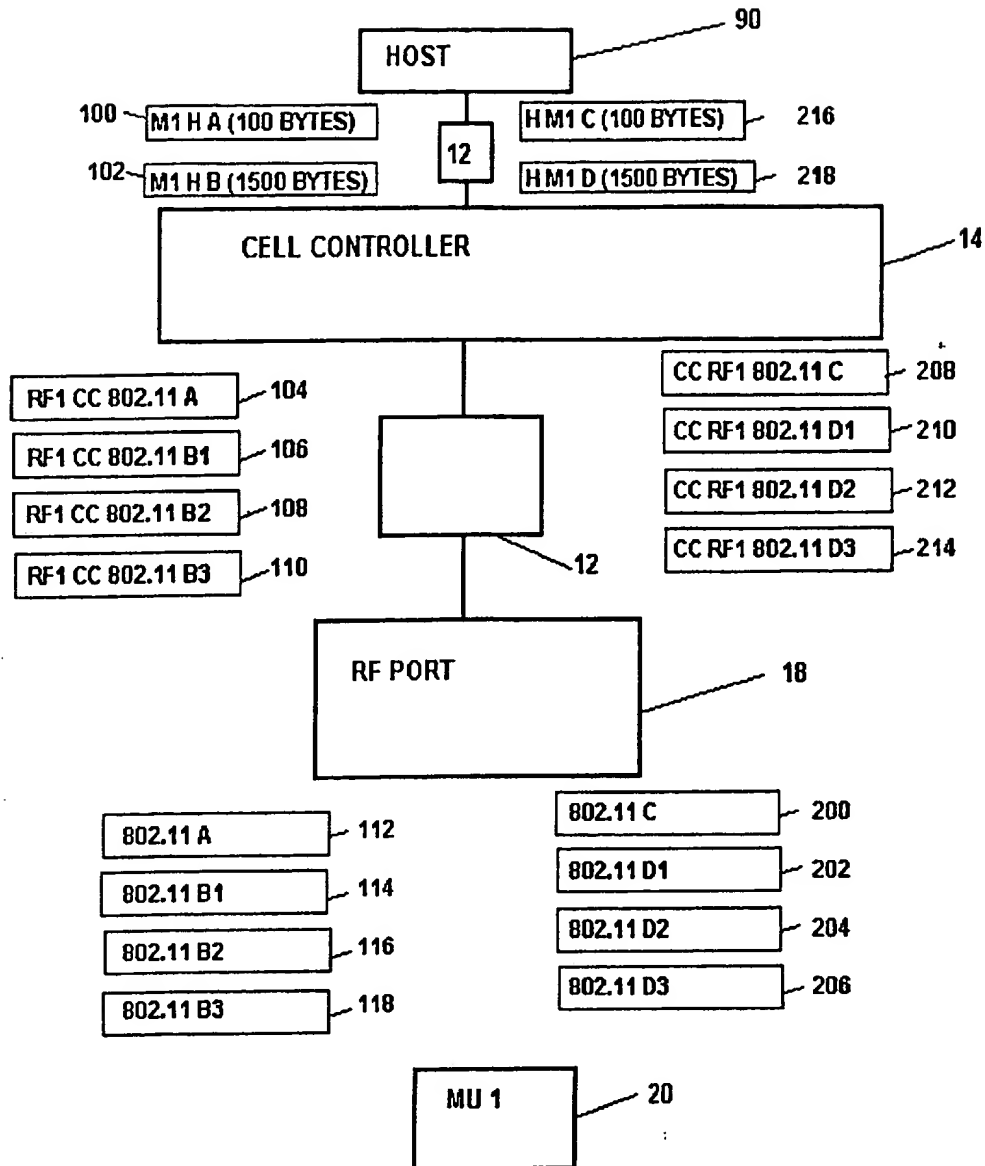 90
HOST
100 M1 H A (100 BYTES) H M1 C (100 BYTES) 216
12
102 M1 H B (1500 BYTES) H M1 D (1500 BYTES) 218
CELL CONTROLLER
14
RF1 CC 802.11 A 104 CC RF1 802.11 C 208
RF1 CC 802.11 B1 106 CC RF1 802.11 D1 210
RF1 CC 802.11 B2 108 CC RF1 802.11 D2 212
RF1 CC 802.11 B3 110 CC RF1 802.11 D3 214
12
RF PORT
18
802.11 A 112 802.11 C 200
802.11 B1 114 802.11 D1 202
802.11 B2 116 802.11 D2 204
802.11 B3 118 802.11 D3 206
MU 1
20